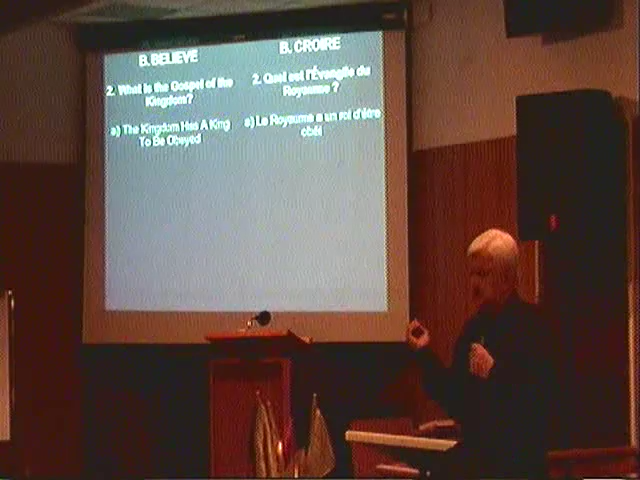 B. BELIEVE
2. What is the Gospel of the
Kingdom?
a) The Kingdom Has A King
To Be Obeyed
B. CROIRE
2. Quel est l'Évangile du
Royaume ?
a) Le Royaume a un roi d'être
obéi